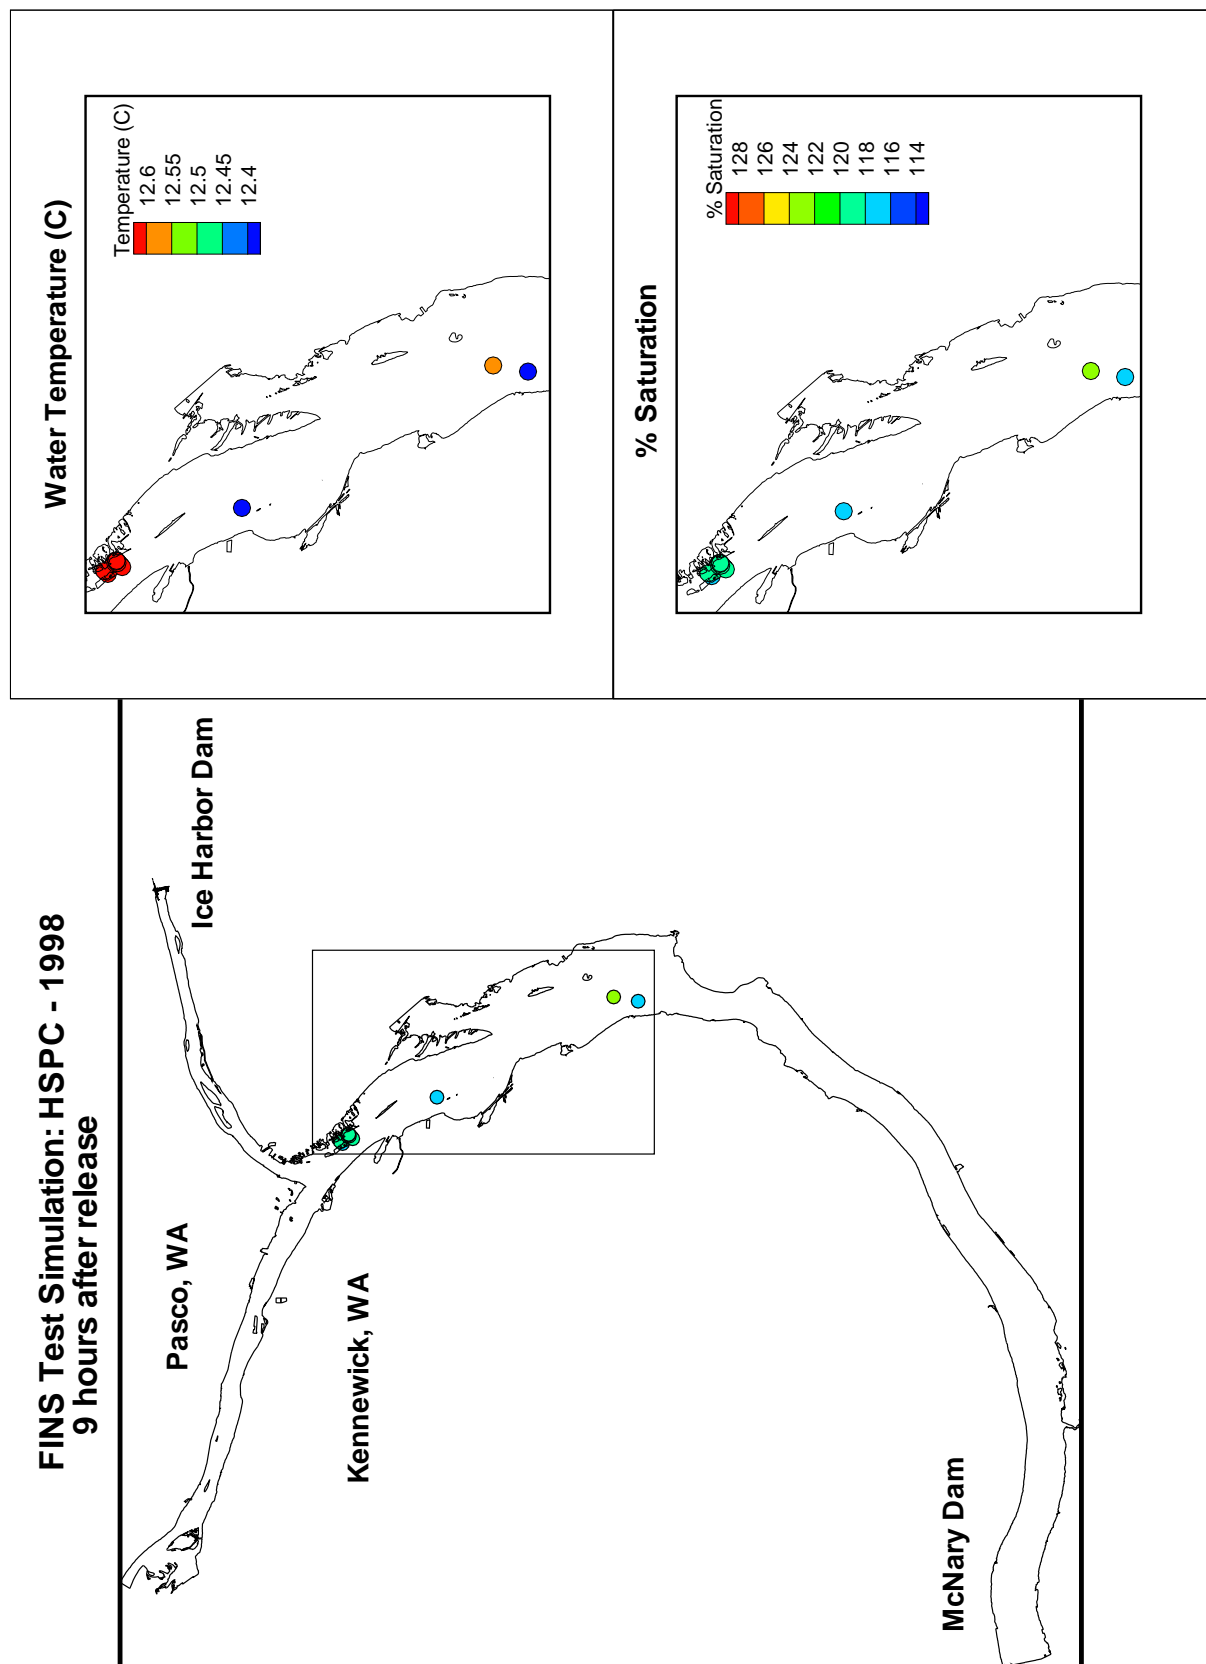 FINS Test Simulation: HSPC - 1998
9 hours after release
Pasco, WA
Kennewick, WA
Ice Harbor Dam
McNary Dam
Water Temperature (C)
Temperature (C)
12.6
12.55
12.5
12.45
12.4
% Saturation
% Saturation
128
126
124
122
120
118
116
114